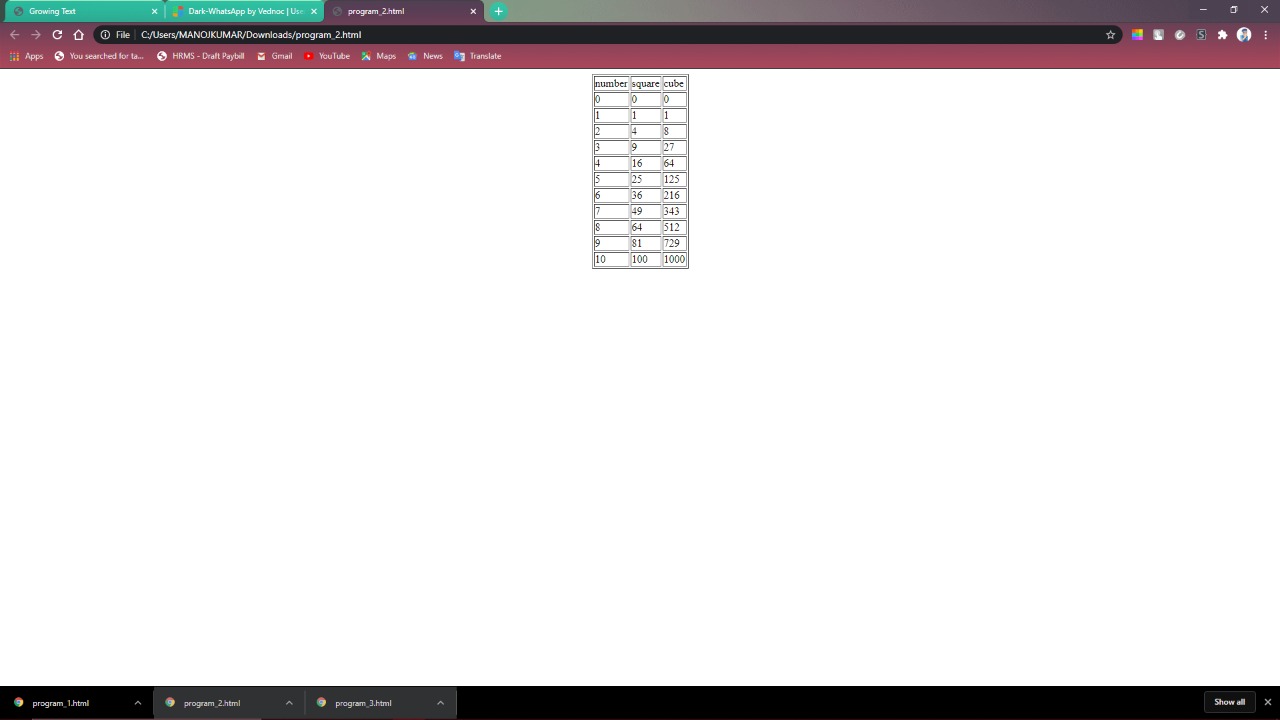 Growing Text
Dark-WhatsApp by Vednoc | Use
program_2.html
File
C:/Users/MANOJKUMAR/Downloads/program_2.html
Apps
You searched for ta...
HRMS - Draft Paybill
Gmail
YouTube
Maps
News
Translate
number square cube
0 0 0
1 1 1
2 4 8
3 9 27
4 16 64
5 25 125
6 36 216
7 49 343
8 64 512
9 81 729
10 100 1000
program_1.html
program_2.html
program_3.html
Show all